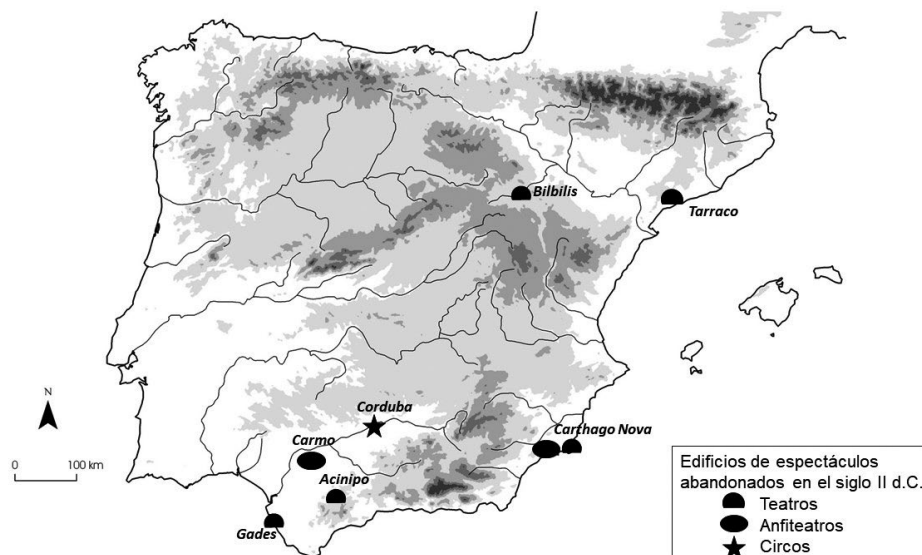 Bilbilis
Tarraco
N
Corduba
Carthago Nova
Carmo
0 100 km
Acinipo
Gades
Edificios de espectáculos
abandonados en el siglo II d.C.
Teatros
Anfiteatros
Circos